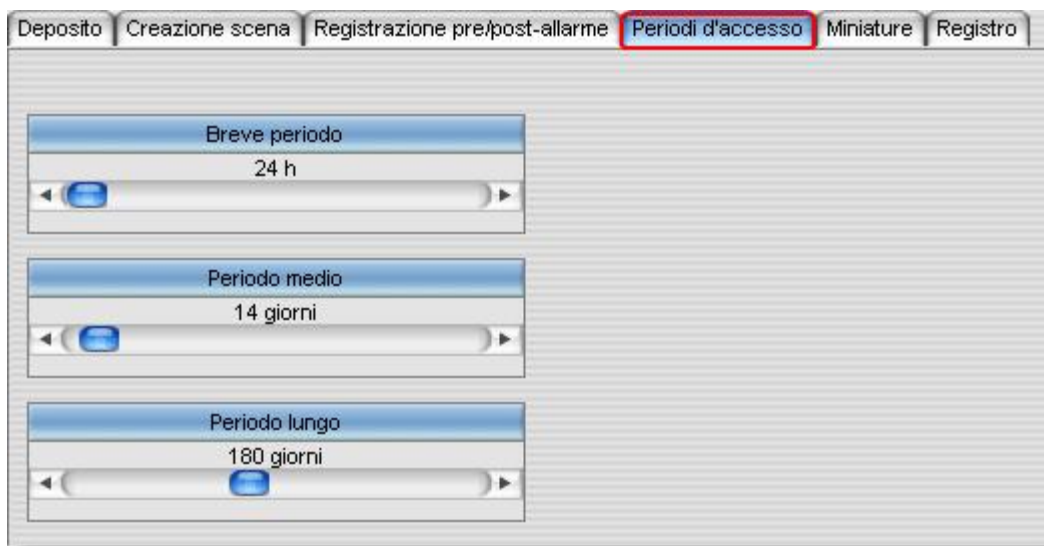 Deposito Creazione scena Registrazione pre/post-allarme Periodi d'accesso Miniature Registro
Breve periodo
24 h
Periodo medio
14 giorni
Periodo lungo
180 giorni